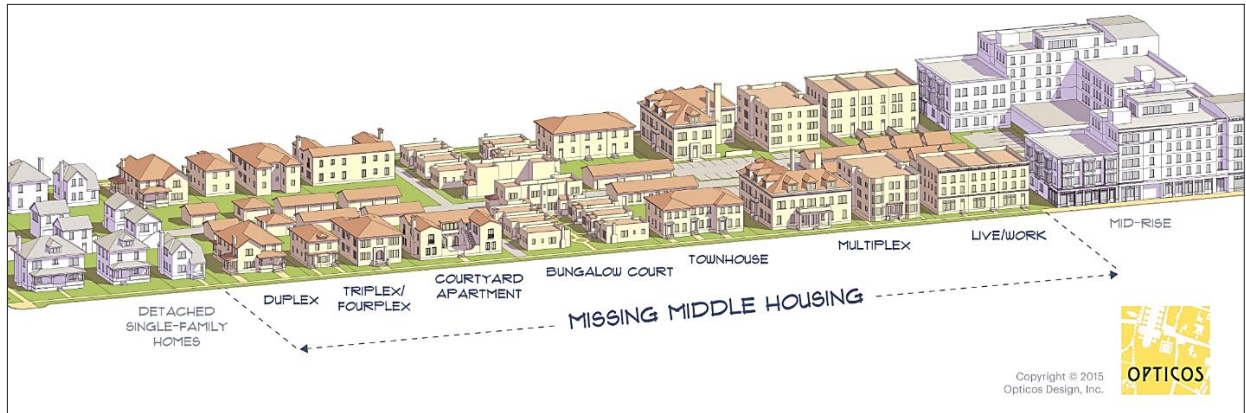 DETACHED
SINGLE-FAMILY
HOMES
DUPLEX
TRIPLEX/
FOURPLEX
COURTYARD
APARTMENT
BUNGALOW COURT
TOWNHOUSE
MULTIPLEX
LIVE/WORK
MID-RISE
MISSING MIDDLE HOUSING
Copyright © 2015
Opticos Design, Inc.
OPTICOS